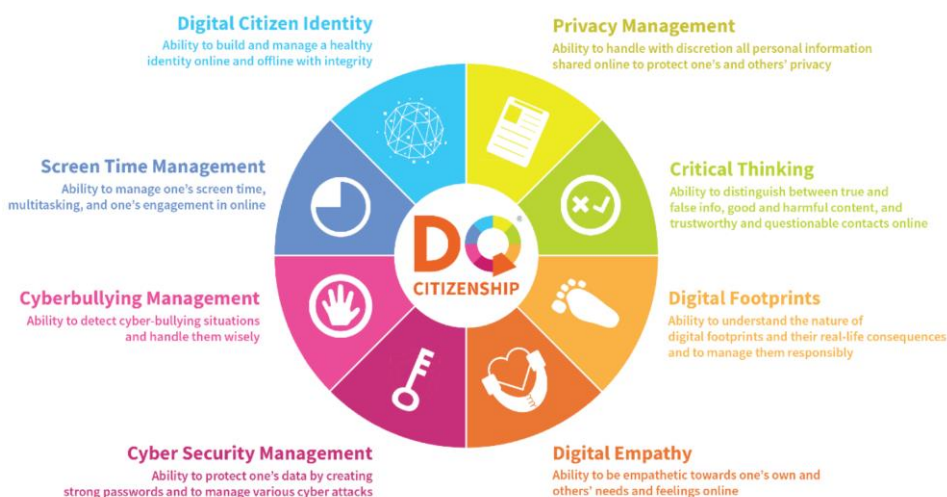 Digital Citizen Identity
Ability to build and manage a healthy
identity online and offline with integrity
Privacy Management
Ability to handle with discretion all personal information
shared online to protect one's and others' privacy
Screen Time Management
Ability to manage one's screen time,
multitasking, and one's engagement in online
Critical Thinking
Ability to distinguish between true and
false info, good and harmful content, and
trustworthy and questionable contacts online
DQ®
CITIZENSHIP
Cyberbullying Management
Ability to detect cyber-bullying situations
and handle them wisely
Digital Footprints
Ability to understand the nature of
digital footprints and their real-life consequences
and to manage them responsibly
Cyber Security Management
Ability to protect one's data by creating
strong passwords and to manage various cyber attacks
Digital Empathy
Ability to be empathetic towards one's own and
others' needs and feelings online